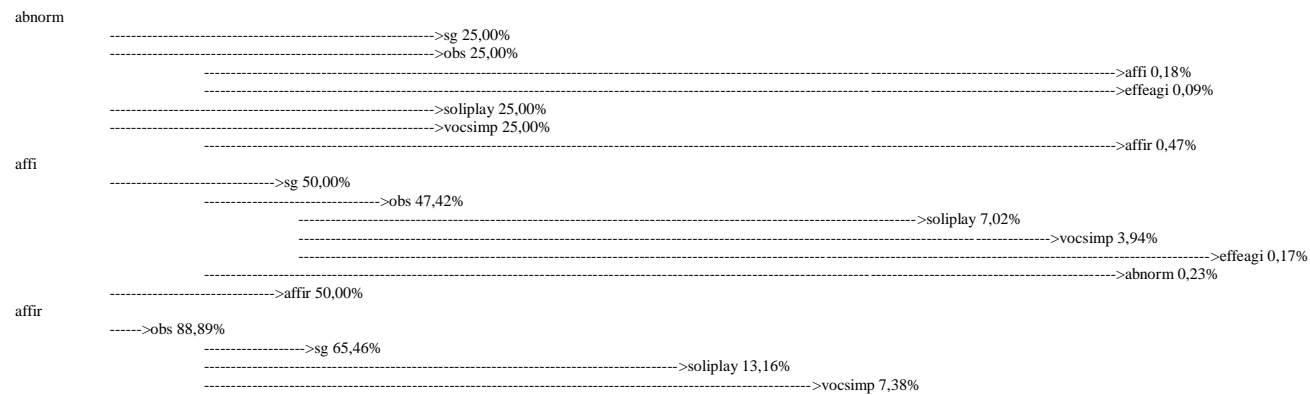 abnorm
-------------------------------------------------------------->sg 25,00%
-------------------------------------------------------------->obs 25,00%
------------------------------------------------------------------------------------------------------------------------------->affi 0,18%
------------------------------------------------------------------------------------------------------------------------------->effeagi 0,09%
-------------------------------------------------------------->soliplay 25,00%
-------------------------------------------------------------->vocsimp 25,00%
------------------------------------------------------------------------------------------------------------------------------->affir 0,47%
affi
------------------------------->sg 50,00%
--------------------------------->obs 47,42%
---------------------------------------------------------------------------------------------------------------------->soliplay 7,02%
----------------------------------------------------------------------------------------------------------------------------------->vocsimp 3,94%
------------------------------------------------------------------------------------------------------------------------------------------------->effeagi 0,17%
------------------------------------------------------------------------------------------------------------------------------->abnorm 0,23%
------------------------------->affir 50,00%
affir
------>obs 88,89%
------------------->sg 65,46%
------------------------------------------------------------------------------------------>soliplay 13,16%
-------------------------------------------------------------------------------------------------------------------->vocsimp 7,38%